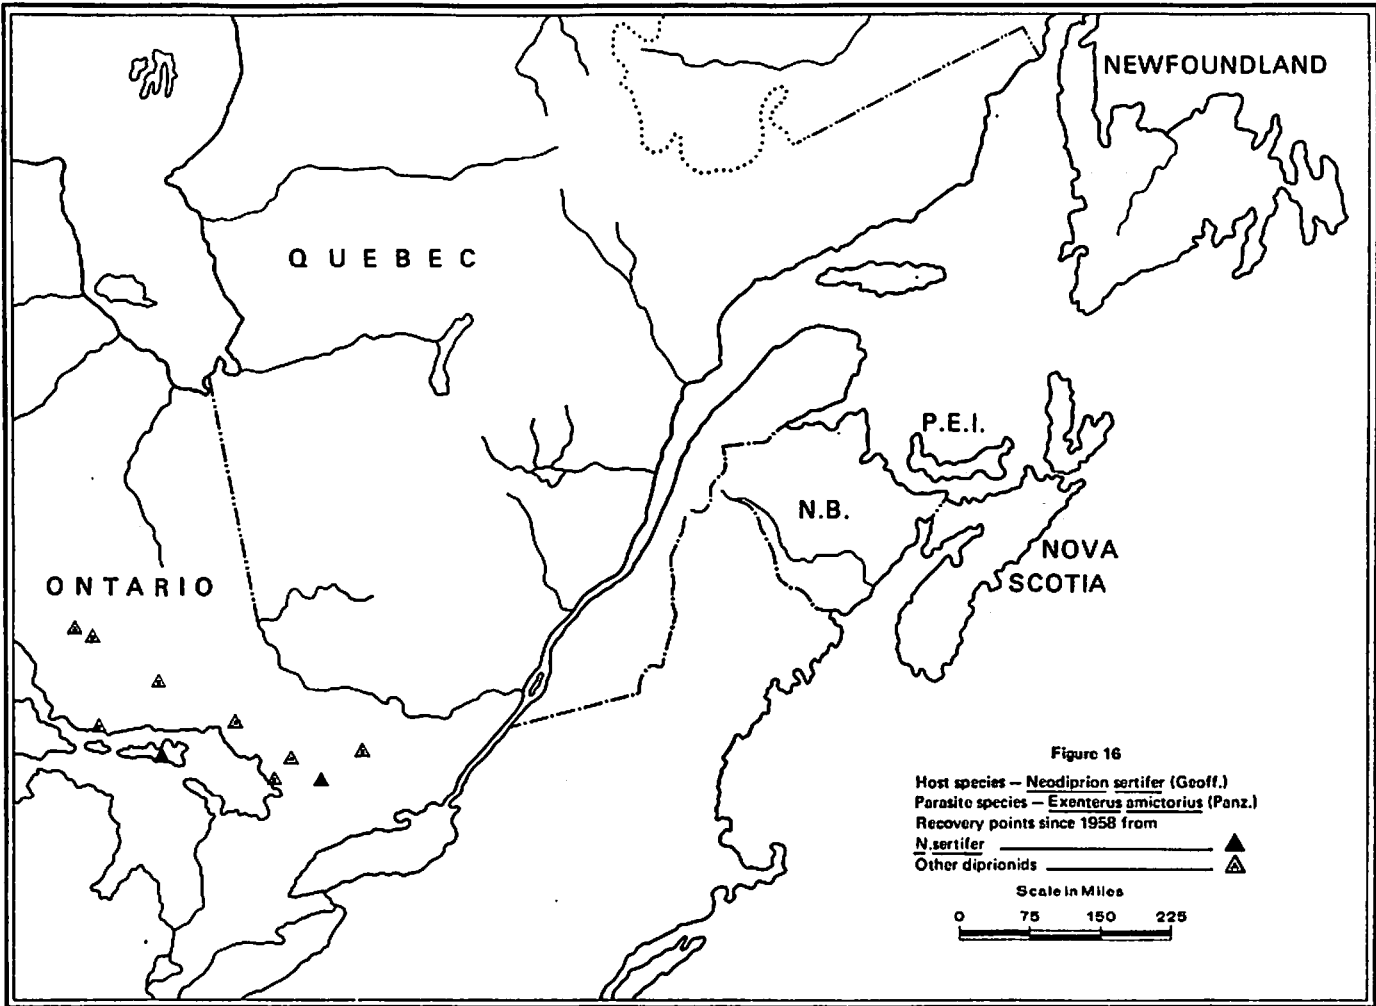 NEWFOUNDLAND
QUEBEC
P.E.I.
N.B.
NOVA
SCOTIA
ONTARIO
Figure 16
Host species – Neodiprion sertifer (Geoff.)
Parasite species – Exenterus amictorius (Panz.)
Recovery points since 1958 from
N.sertifer
Other diprionids
Scale in Miles
0 75 150 225